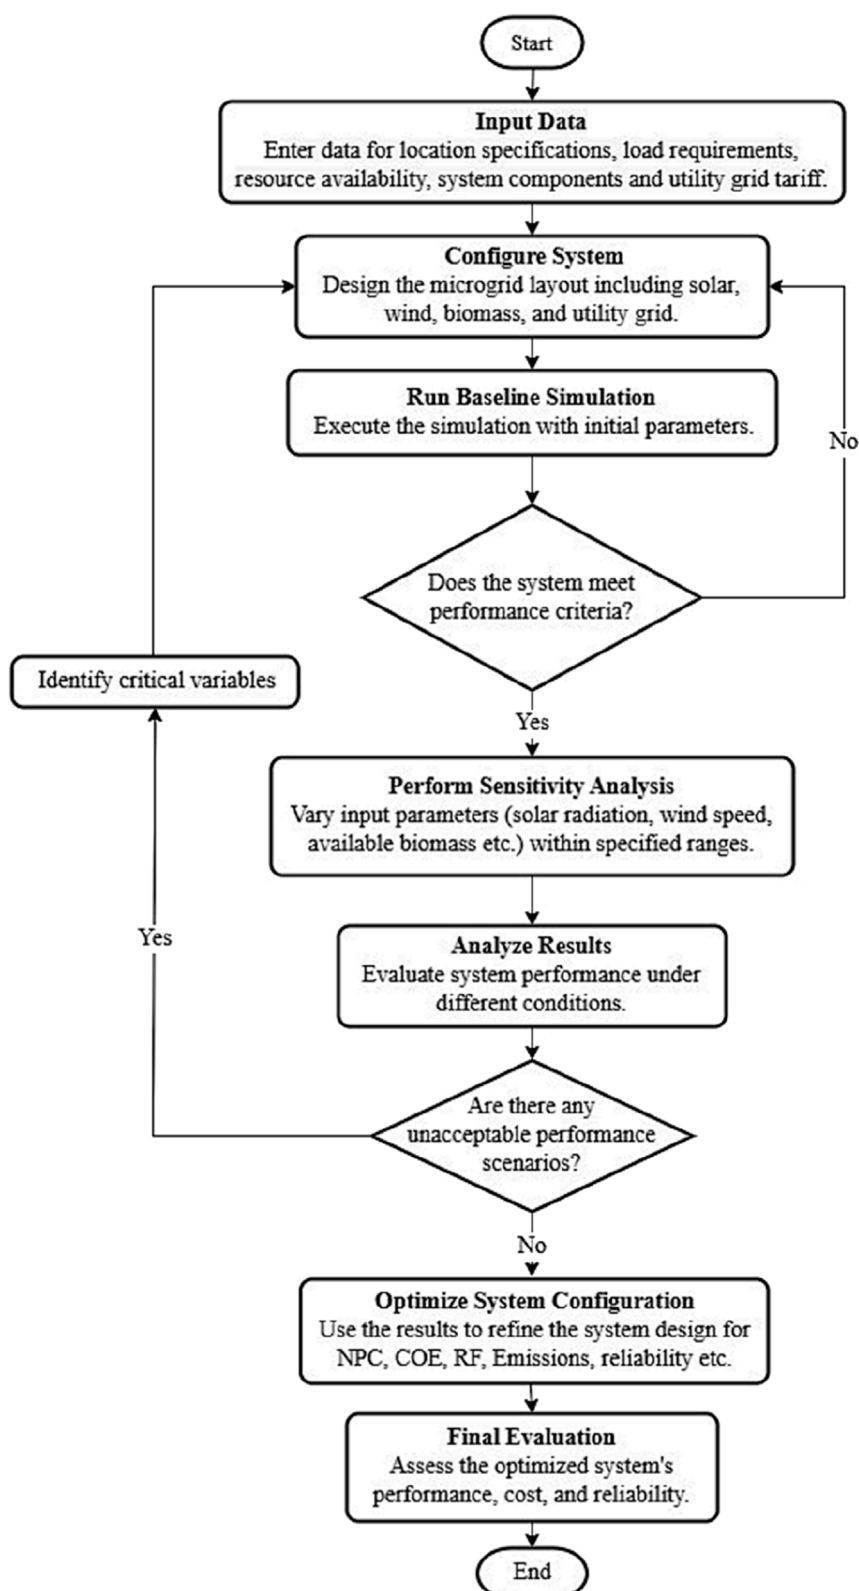 Start
Input Data
Enter data for location specifications, load requirements,
resource availability, system components and utility grid tariff.
Configure System
Design the microgrid layout including solar,
wind, biomass, and utility grid.
Run Baseline Simulation
Execute the simulation with initial parameters.
No
Does the system meet
performance criteria?
Identify critical variables
Yes
Perform Sensitivity Analysis
Vary input parameters (solar radiation, wind speed,
available biomass etc.) within specified ranges.
Yes
Analyze Results
Evaluate system performance under
different conditions.
Are there any
unacceptable performance
scenarios?
No
Optimize System Configuration
Use the results to refine the system design for
NPC, COE, RF, Emissions, reliability etc.
Final Evaluation
Assess the optimized system's
performance, cost, and reliability.
End